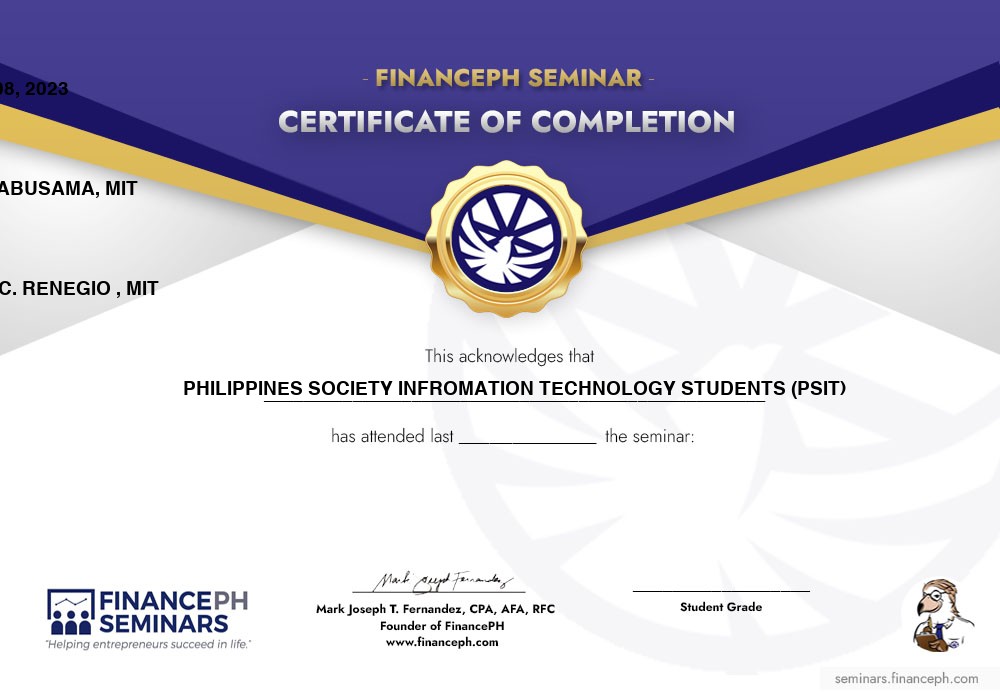 - FINANCEPH SEMINAR -
08, 2023
CERTIFICATE OF COMPLETION
ABUSAMA, MIT
C. RENEGIO , MIT
This acknowledges that
PHILIPPINES SOCIETY INFROMATION TECHNOLOGY STUDENTS (PSIT)
has attended last ______________ the seminar:
Mark Joseph Fernandez
FINANCEPH
SEMINARS
"Helping entrepreneurs succeed in life."
Mark Joseph T. Fernandez, CPA, AFA, RFC
Founder of FinancePH
www.financeph.com
Student Grade
seminars.financeph.com